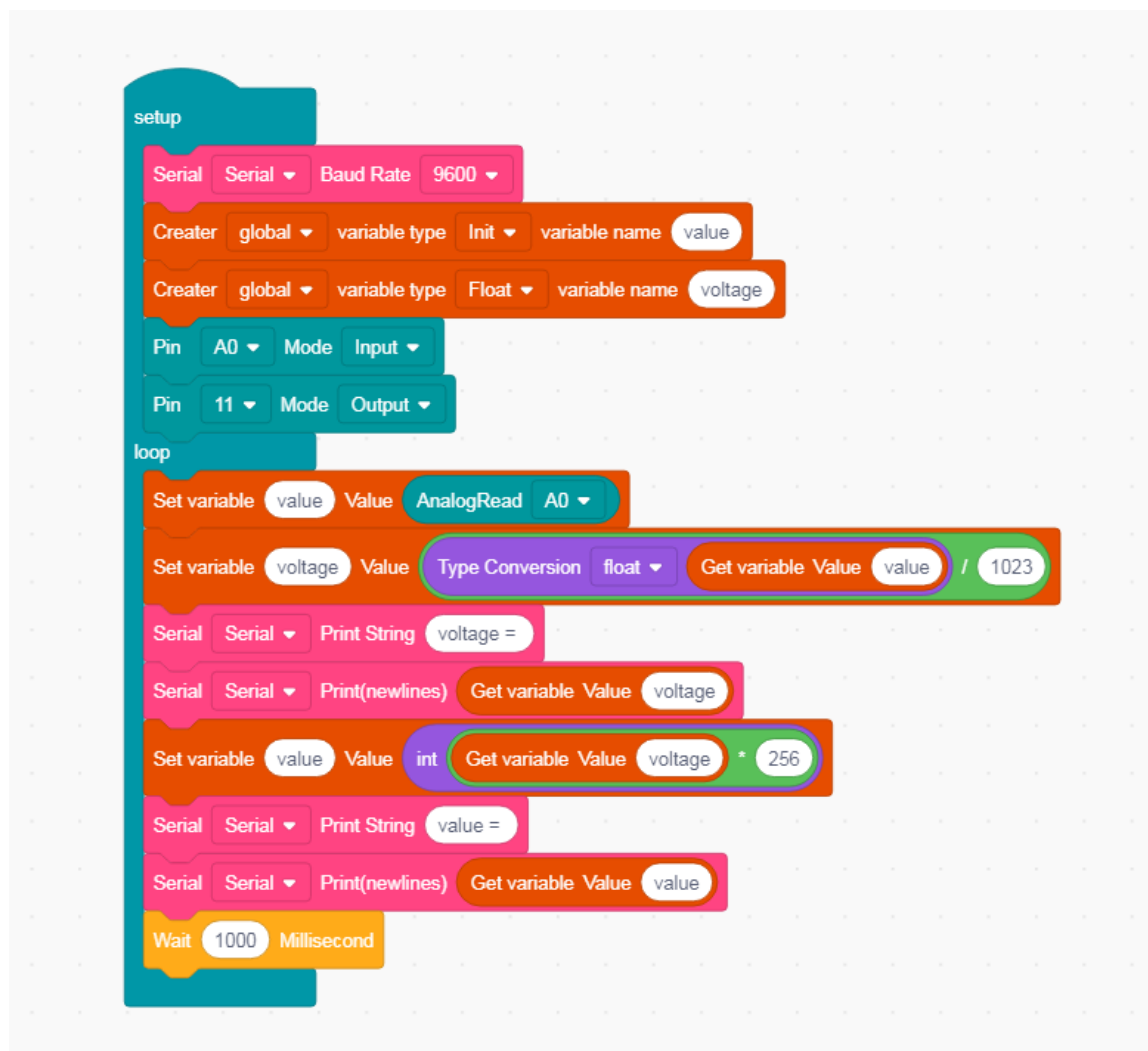 setup
Serial Serial Baud Rate 9600
Creater global variable type Init variable name value
Creater global variable type Float variable name voltage
Pin A0 Mode Input
Pin 11 Mode Output
loop
Set variable value Value AnalogRead A0
Set variable voltage Value Type Conversion float Get variable Value value / 1023
Serial Serial Print String voltage =
Serial Serial Print(newlines) Get variable Value voltage
Set variable value Value int Get variable Value voltage * 256
Serial Serial Print String value =
Serial Serial Print(newlines) Get variable Value value
Wait 1000 Millisecond